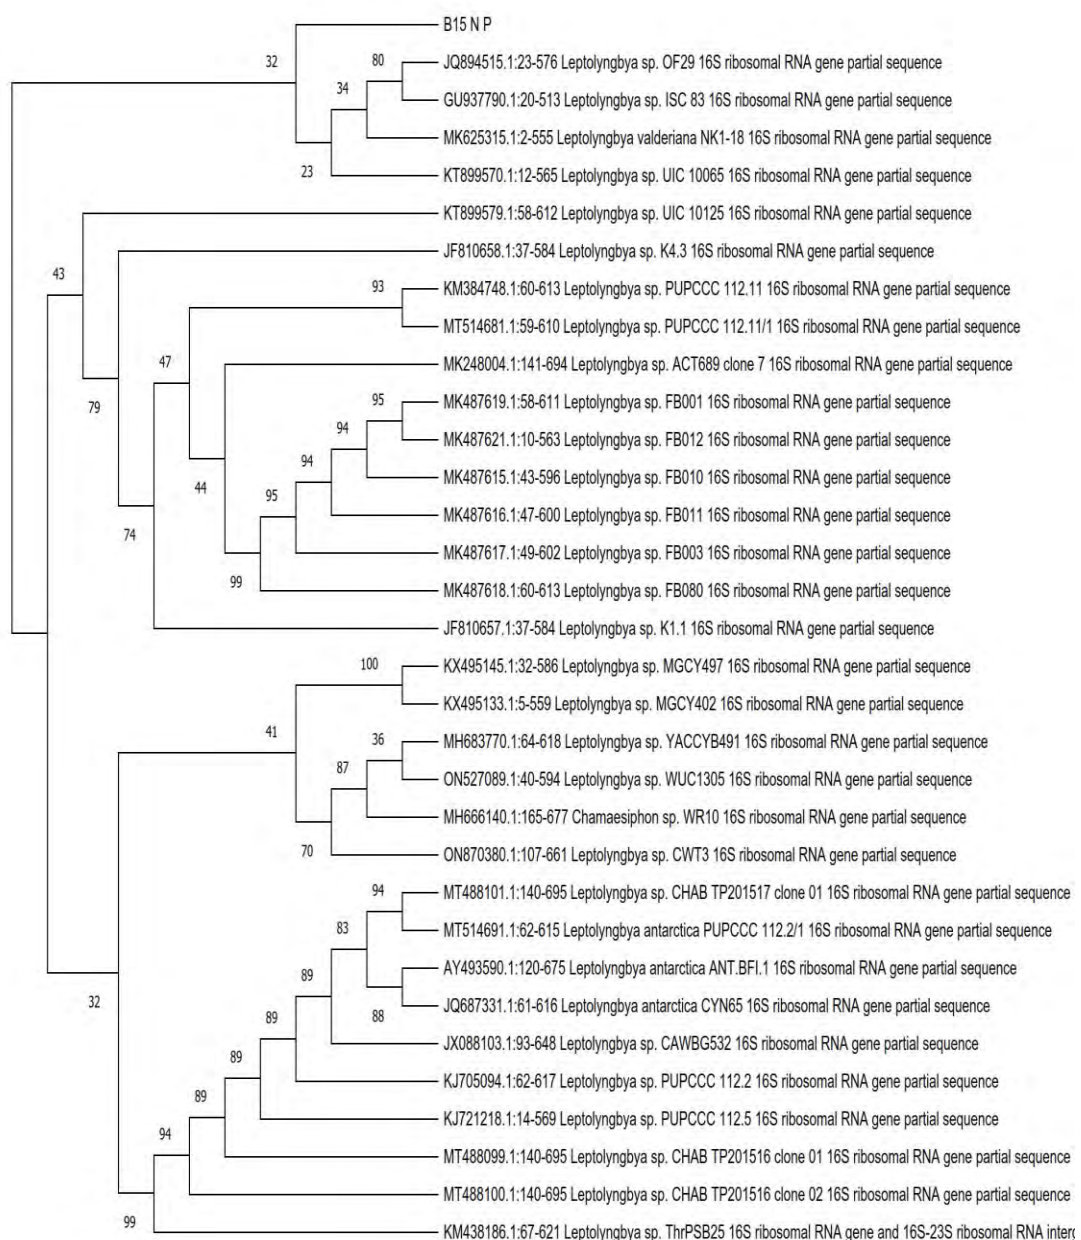 B15 N P
32
80
JQ894515.1:23-576 Leptolyngbya sp. OF29 16S ribosomal RNA gene partial sequence
34
GU937790.1:20-513 Leptolyngbya sp. ISC 83 16S ribosomal RNA gene partial sequence
MK625315.1:2-555 Leptolyngbya valderiana NK1-18 16S ribosomal RNA gene partial sequence
23
KT899570.1:12-565 Leptolyngbya sp. UIC 10065 16S ribosomal RNA gene partial sequence
KT899579.1:58-612 Leptolyngbya sp. UIC 10125 16S ribosomal RNA gene partial sequence
JF810658.1:37-584 Leptolyngbya sp. K4.3 16S ribosomal RNA gene partial sequence
43
93
KM384748.1:60-613 Leptolyngbya sp. PUPCCC 112.11 16S ribosomal RNA gene partial sequence
MT514681.1:59-610 Leptolyngbya sp. PUPCCC 112.11/1 16S ribosomal RNA gene partial sequence
47
MK248004.1:141-694 Leptolyngbya sp. ACT689 clone 7 16S ribosomal RNA gene partial sequence
79
95
MK487619.1:58-611 Leptolyngbya sp. FB001 16S ribosomal RNA gene partial sequence
94
MK487621.1:10-563 Leptolyngbya sp. FB012 16S ribosomal RNA gene partial sequence
94
MK487615.1:43-596 Leptolyngbya sp. FB010 16S ribosomal RNA gene partial sequence
44
95
MK487616.1:47-600 Leptolyngbya sp. FB011 16S ribosomal RNA gene partial sequence
74
MK487617.1:49-602 Leptolyngbya sp. FB003 16S ribosomal RNA gene partial sequence
99
MK487618.1:60-613 Leptolyngbya sp. FB080 16S ribosomal RNA gene partial sequence
JF810657.1:37-584 Leptolyngbya sp. K1.1 16S ribosomal RNA gene partial sequence
100
KX495145.1:32-586 Leptolyngbya sp. MGCY497 16S ribosomal RNA gene partial sequence
KX495133.1:5-559 Leptolyngbya sp. MGCY402 16S ribosomal RNA gene partial sequence
41
36
MH683770.1:64-618 Leptolyngbya sp. YACCYB491 16S ribosomal RNA gene partial sequence
87
ON527089.1:40-594 Leptolyngbya sp. WUC1305 16S ribosomal RNA gene partial sequence
MH666140.1:165-677 Chamaesiphon sp. WR10 16S ribosomal RNA gene partial sequence
70
ON870380.1:107-661 Leptolyngbya sp. CWT3 16S ribosomal RNA gene partial sequence
94
MT488101.1:140-695 Leptolyngbya sp. CHAB TP201517 clone 01 16S ribosomal RNA gene partial sequence
83
MT514691.1:62-615 Leptolyngbya antarctica PUPCCC 112.2/1 16S ribosomal RNA gene partial sequence
89
AY493590.1:120-675 Leptolyngbya antarctica ANT.BFI.1 16S ribosomal RNA gene partial sequence
32
JQ687331.1:61-616 Leptolyngbya antarctica CYN65 16S ribosomal RNA gene partial sequence
89
88
JX088103.1:93-648 Leptolyngbya sp. CAWBG532 16S ribosomal RNA gene partial sequence
89
KJ705094.1:62-617 Leptolyngbya sp. PUPCCC 112.2 16S ribosomal RNA gene partial sequence
89
KJ721218.1:14-569 Leptolyngbya sp. PUPCCC 112.5 16S ribosomal RNA gene partial sequence
94
MT488099.1:140-695 Leptolyngbya sp. CHAB TP201516 clone 01 16S ribosomal RNA gene partial sequence
MT488100.1:140-695 Leptolyngbya sp. CHAB TP201516 clone 02 16S ribosomal RNA gene partial sequence
99
KM438186.1:67-621 Leptolyngbya sp. ThrPSB25 16S ribosomal RNA gene and 16S-23S ribosomal RNA